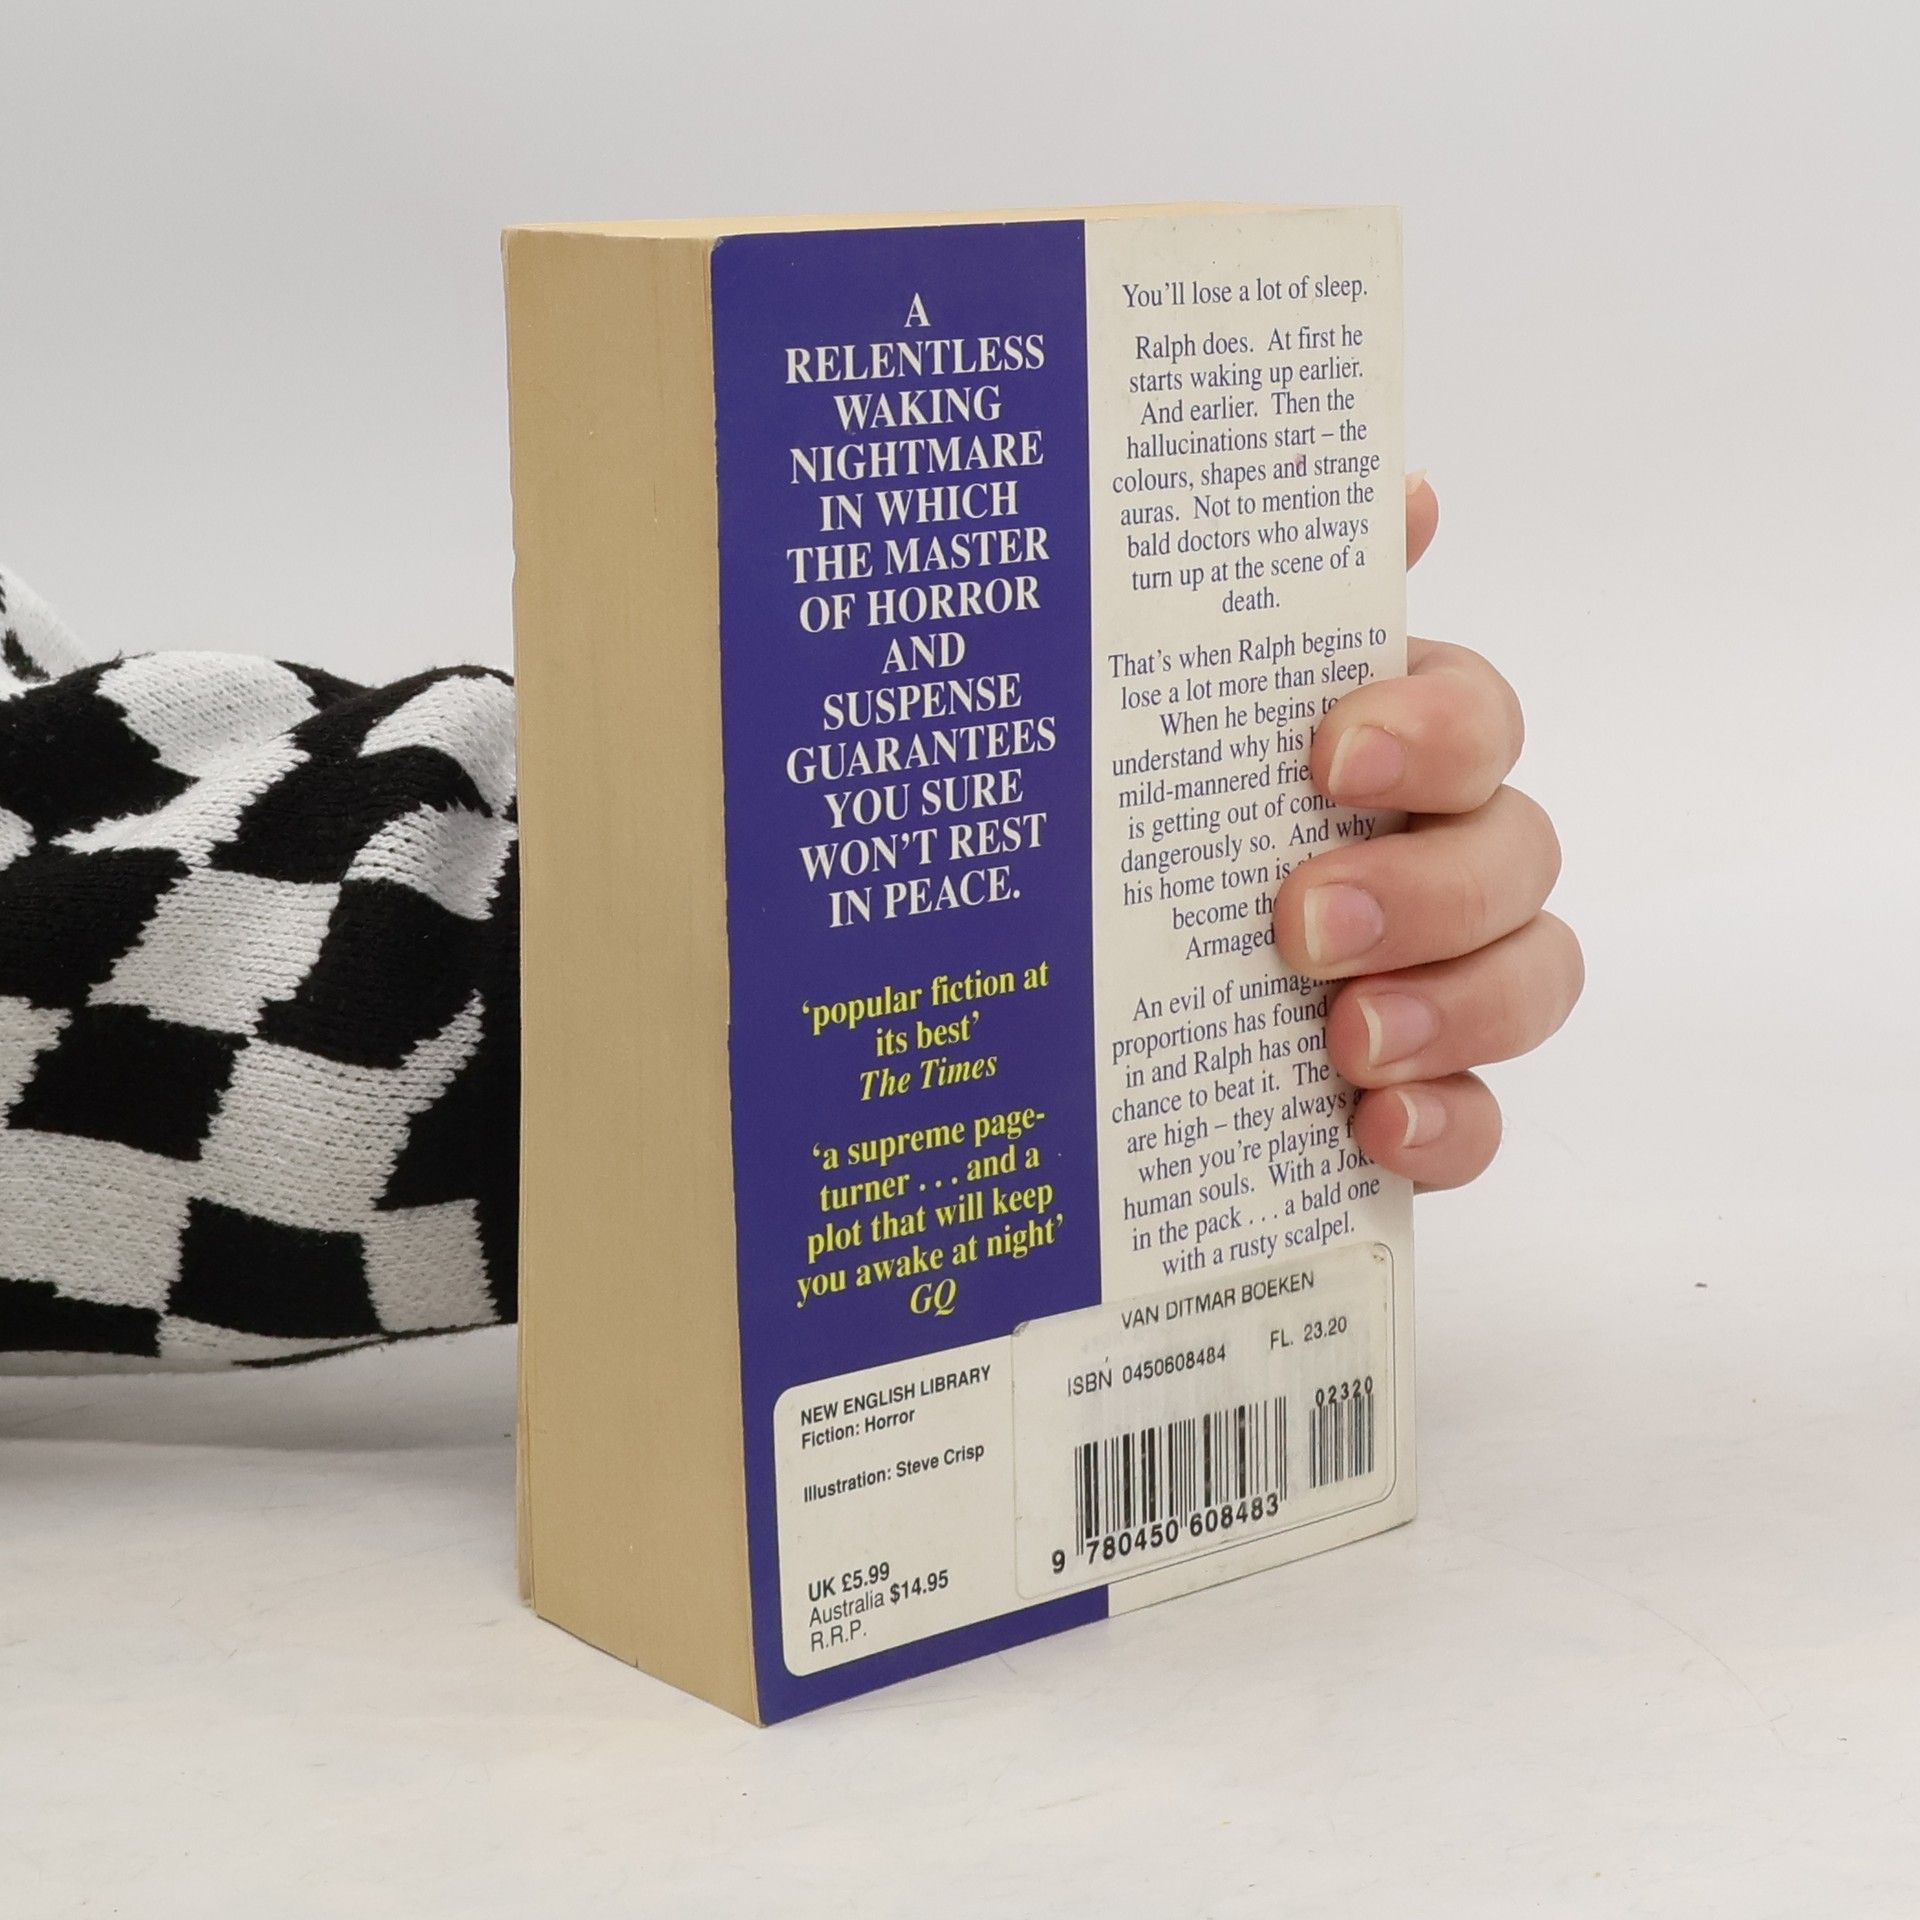 A
RELENTLESS
WAKING
NIGHTMARE
IN WHICH
THE MASTER
OF HORROR
AND
SUSPENSE
GUARANTEES
YOU SURE
WON'T REST
IN PEACE.
'popular fiction at
its best'
The Times
'a supreme page-
turner . . . and a
plot that will keep
you awake at night'
GQ
NEW ENGLISH LIBRARY
Fiction: Horror
Illustration: Steve Crisp
UK £5.99
Australia $14.95
R.R.P.
You'll lose a lot of sleep.
Ralph does. At first he
starts waking up earlier.
And earlier. Then the
hallucinations start – the
colours, shapes and strange
auras. Not to mention the
bald doctors who always
turn up at the scene of a
death.
That's when Ralph begins to
lose a lot more than sleep.
When he begins to
understand why his
mild-mannered
is getting out of
dangerously so. And why
his home town is
become
An evil of
proportions has found
in and Ralph has
chance to beat it. The
are high – they always
when you're playing
human souls. With a
in the pack . . . a bald one
with a rusty scalpel.
VAN DITMAR BOEKEN
ISBN 0450608484 FL. 23.20
02320
9 780450 608483